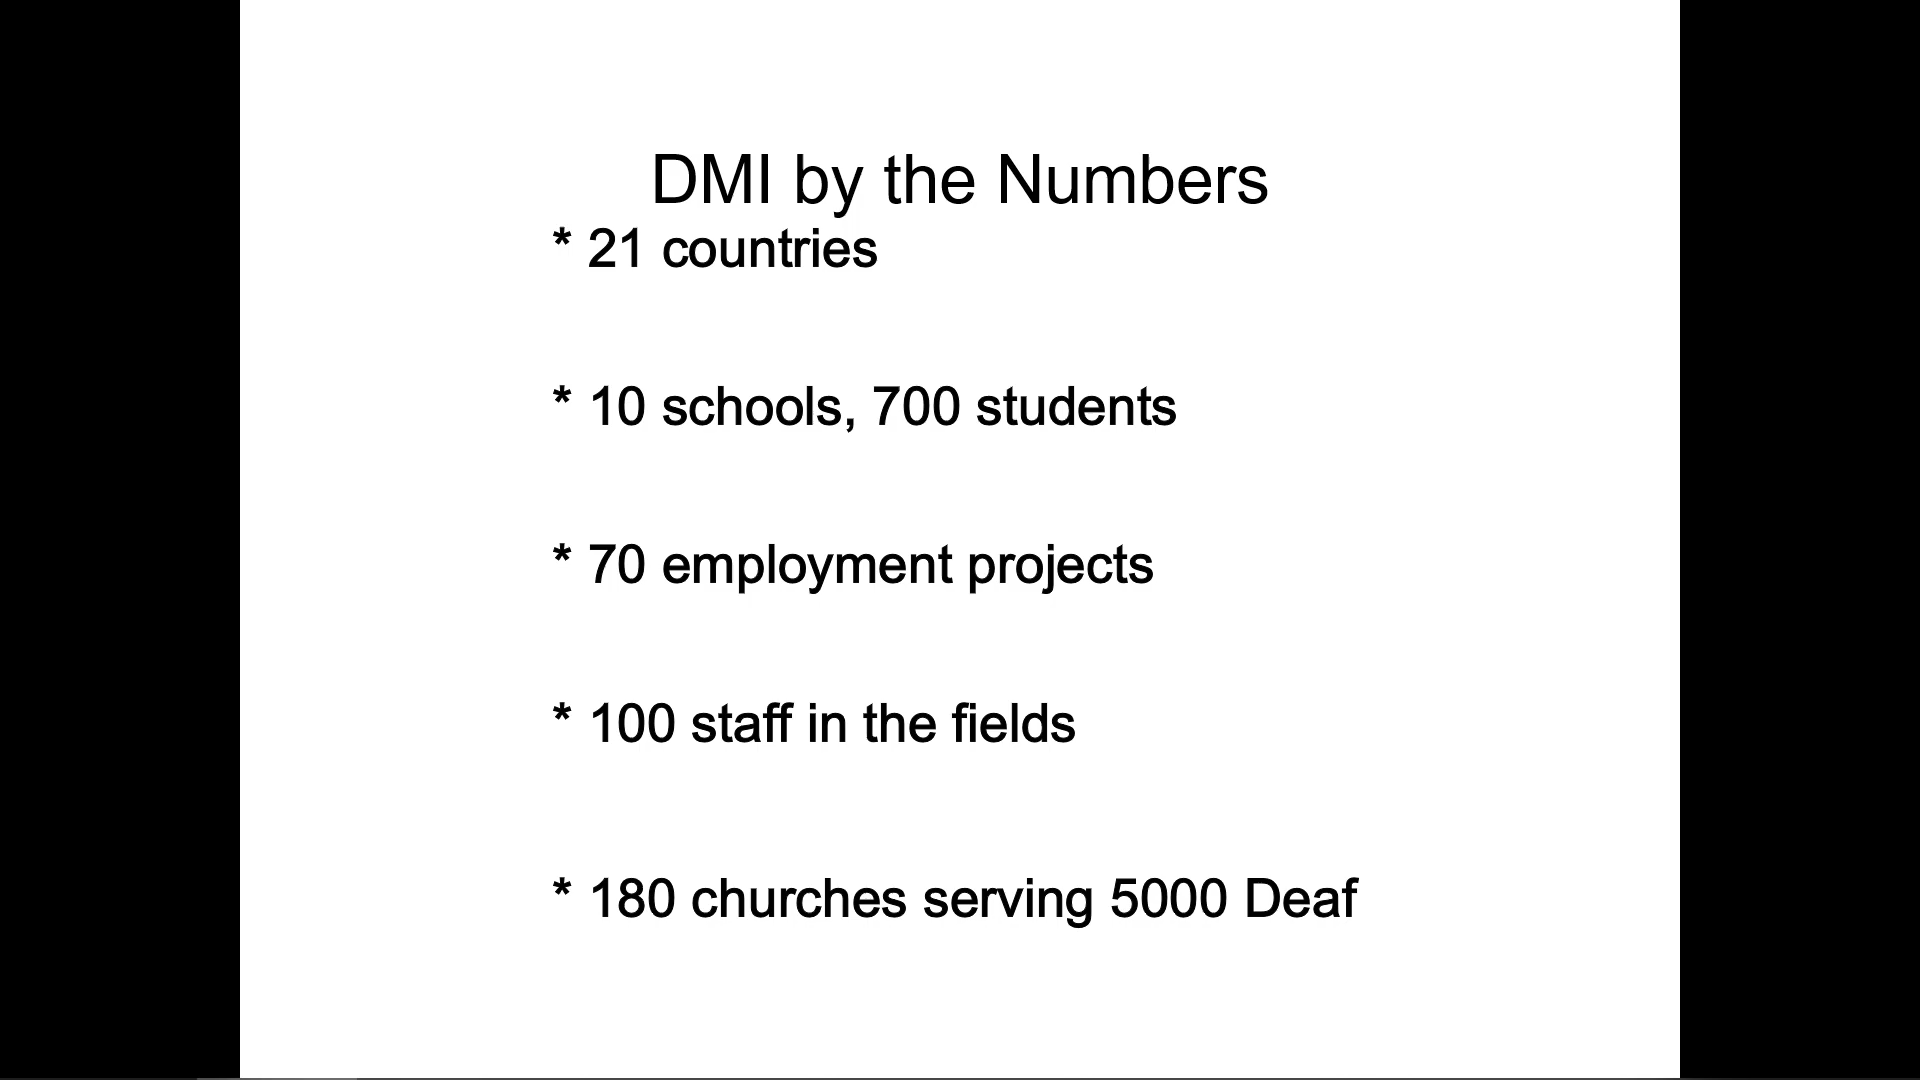 DMI by the Numbers
* 21 countries
* 10 schools, 700 students
* 70 employment projects
* 100 staff in the fields
* 180 churches serving 5000 Deaf